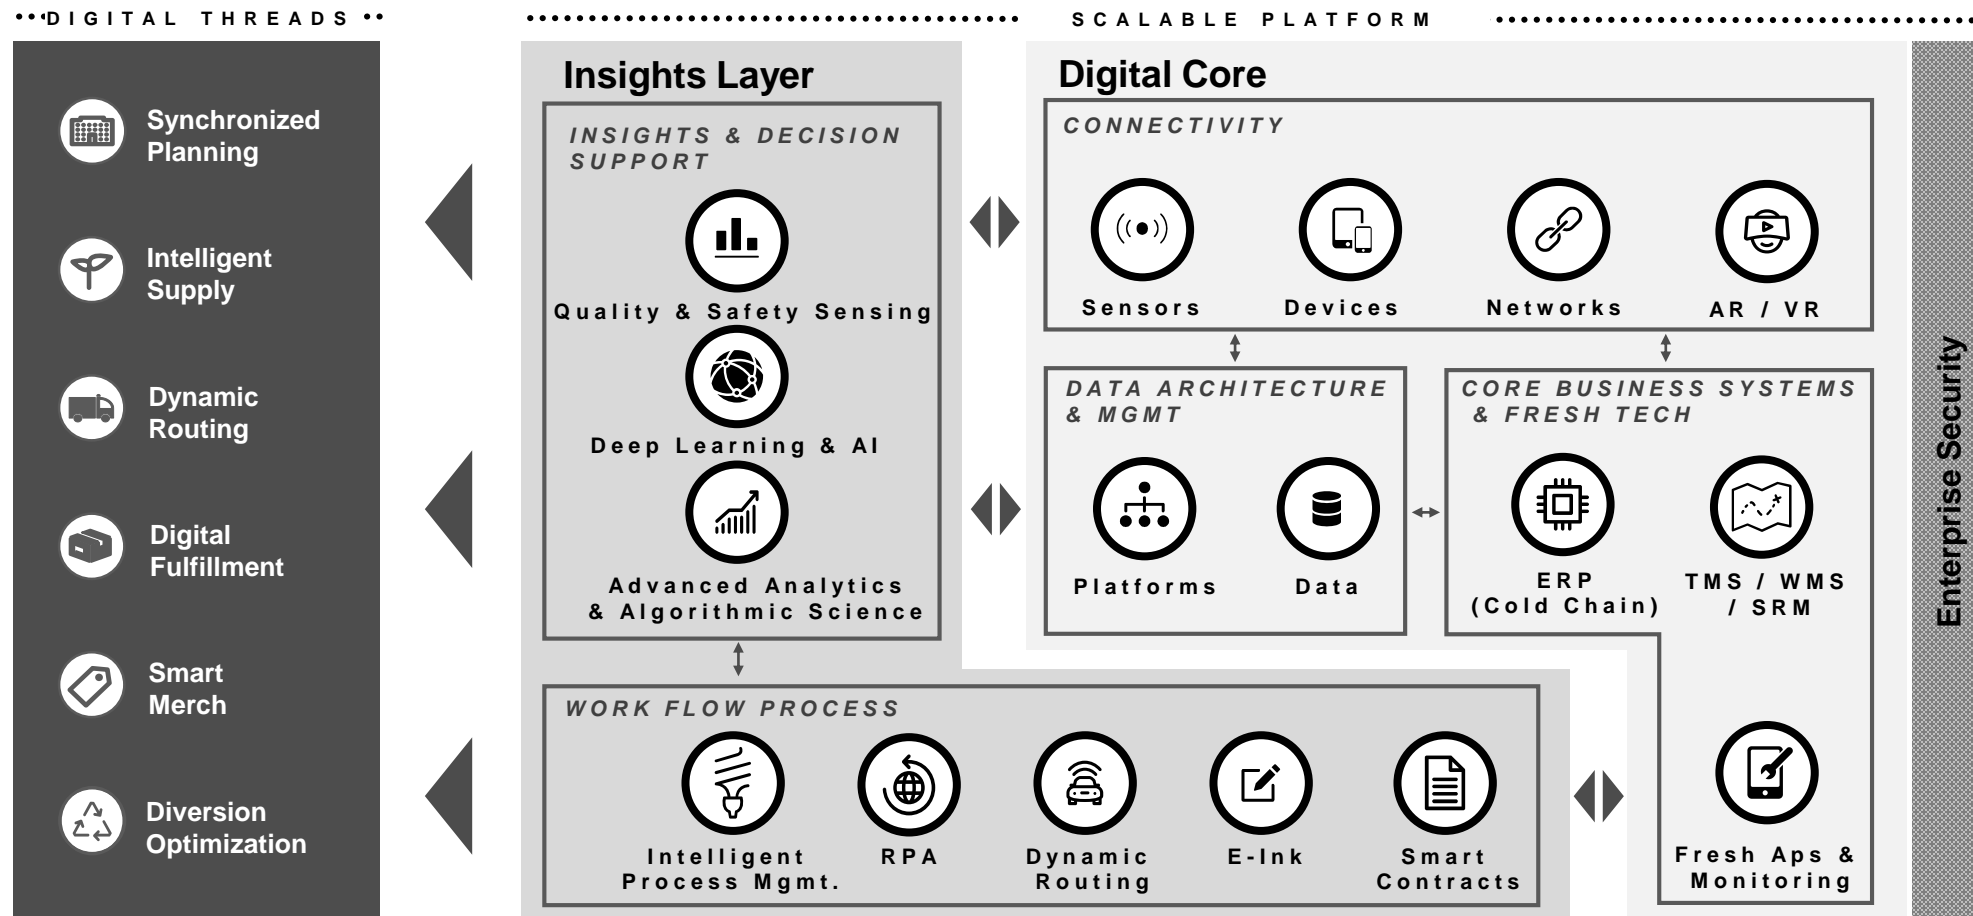 DIGITAL THREADS
Synchronized
Planning
Intelligent
Supply
Dynamic
Routing
Digital
Fulfillment
Smart
Merch
Diversion
Optimization
SCALABLE PLATFORM
Insights Layer
INSIGHTS & DECISION
SUPPORT
Quality & Safety Sensing
Deep Learning & AI
Advanced Analytics
& Algorithmic Science
WORK FLOW PROCESS
Intelligent
Process Mgmt.
RPA
Dynamic
Routing
E-Ink
Smart
Contracts
Digital Core
CONNECTIVITY
Sensors
Devices
Networks
AR / VR
DATA ARCHITECTURE
& MGMT
Platforms
Data
CORE BUSINESS SYSTEMS
& FRESH TECH
ERP
(Cold Chain)
TMS / WMS
/ SRM
Fresh Aps &
Monitoring
Enterprise Security